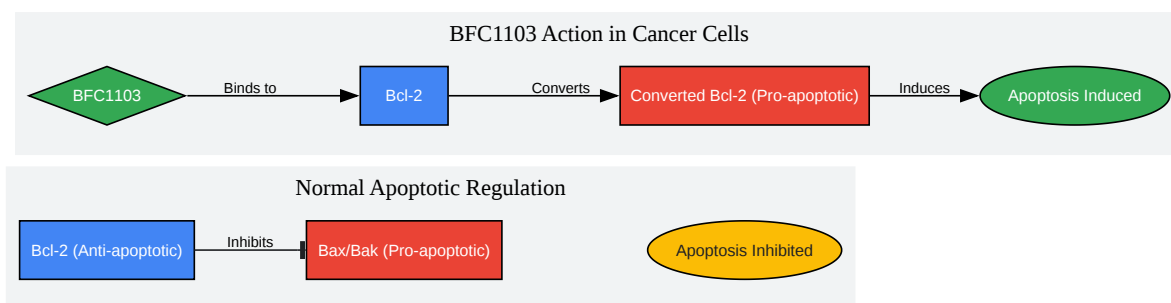 BFC1103 Action in Cancer Cells
BFC1103
Binds to
Bcl-2
Converts
Converted Bcl-2 (Pro-apoptotic)
Induces
Apoptosis Induced
Normal Apoptotic Regulation
Bcl-2 (Anti-apoptotic)
Inhibits
Bax/Bak (Pro-apoptotic)
Apoptosis Inhibited